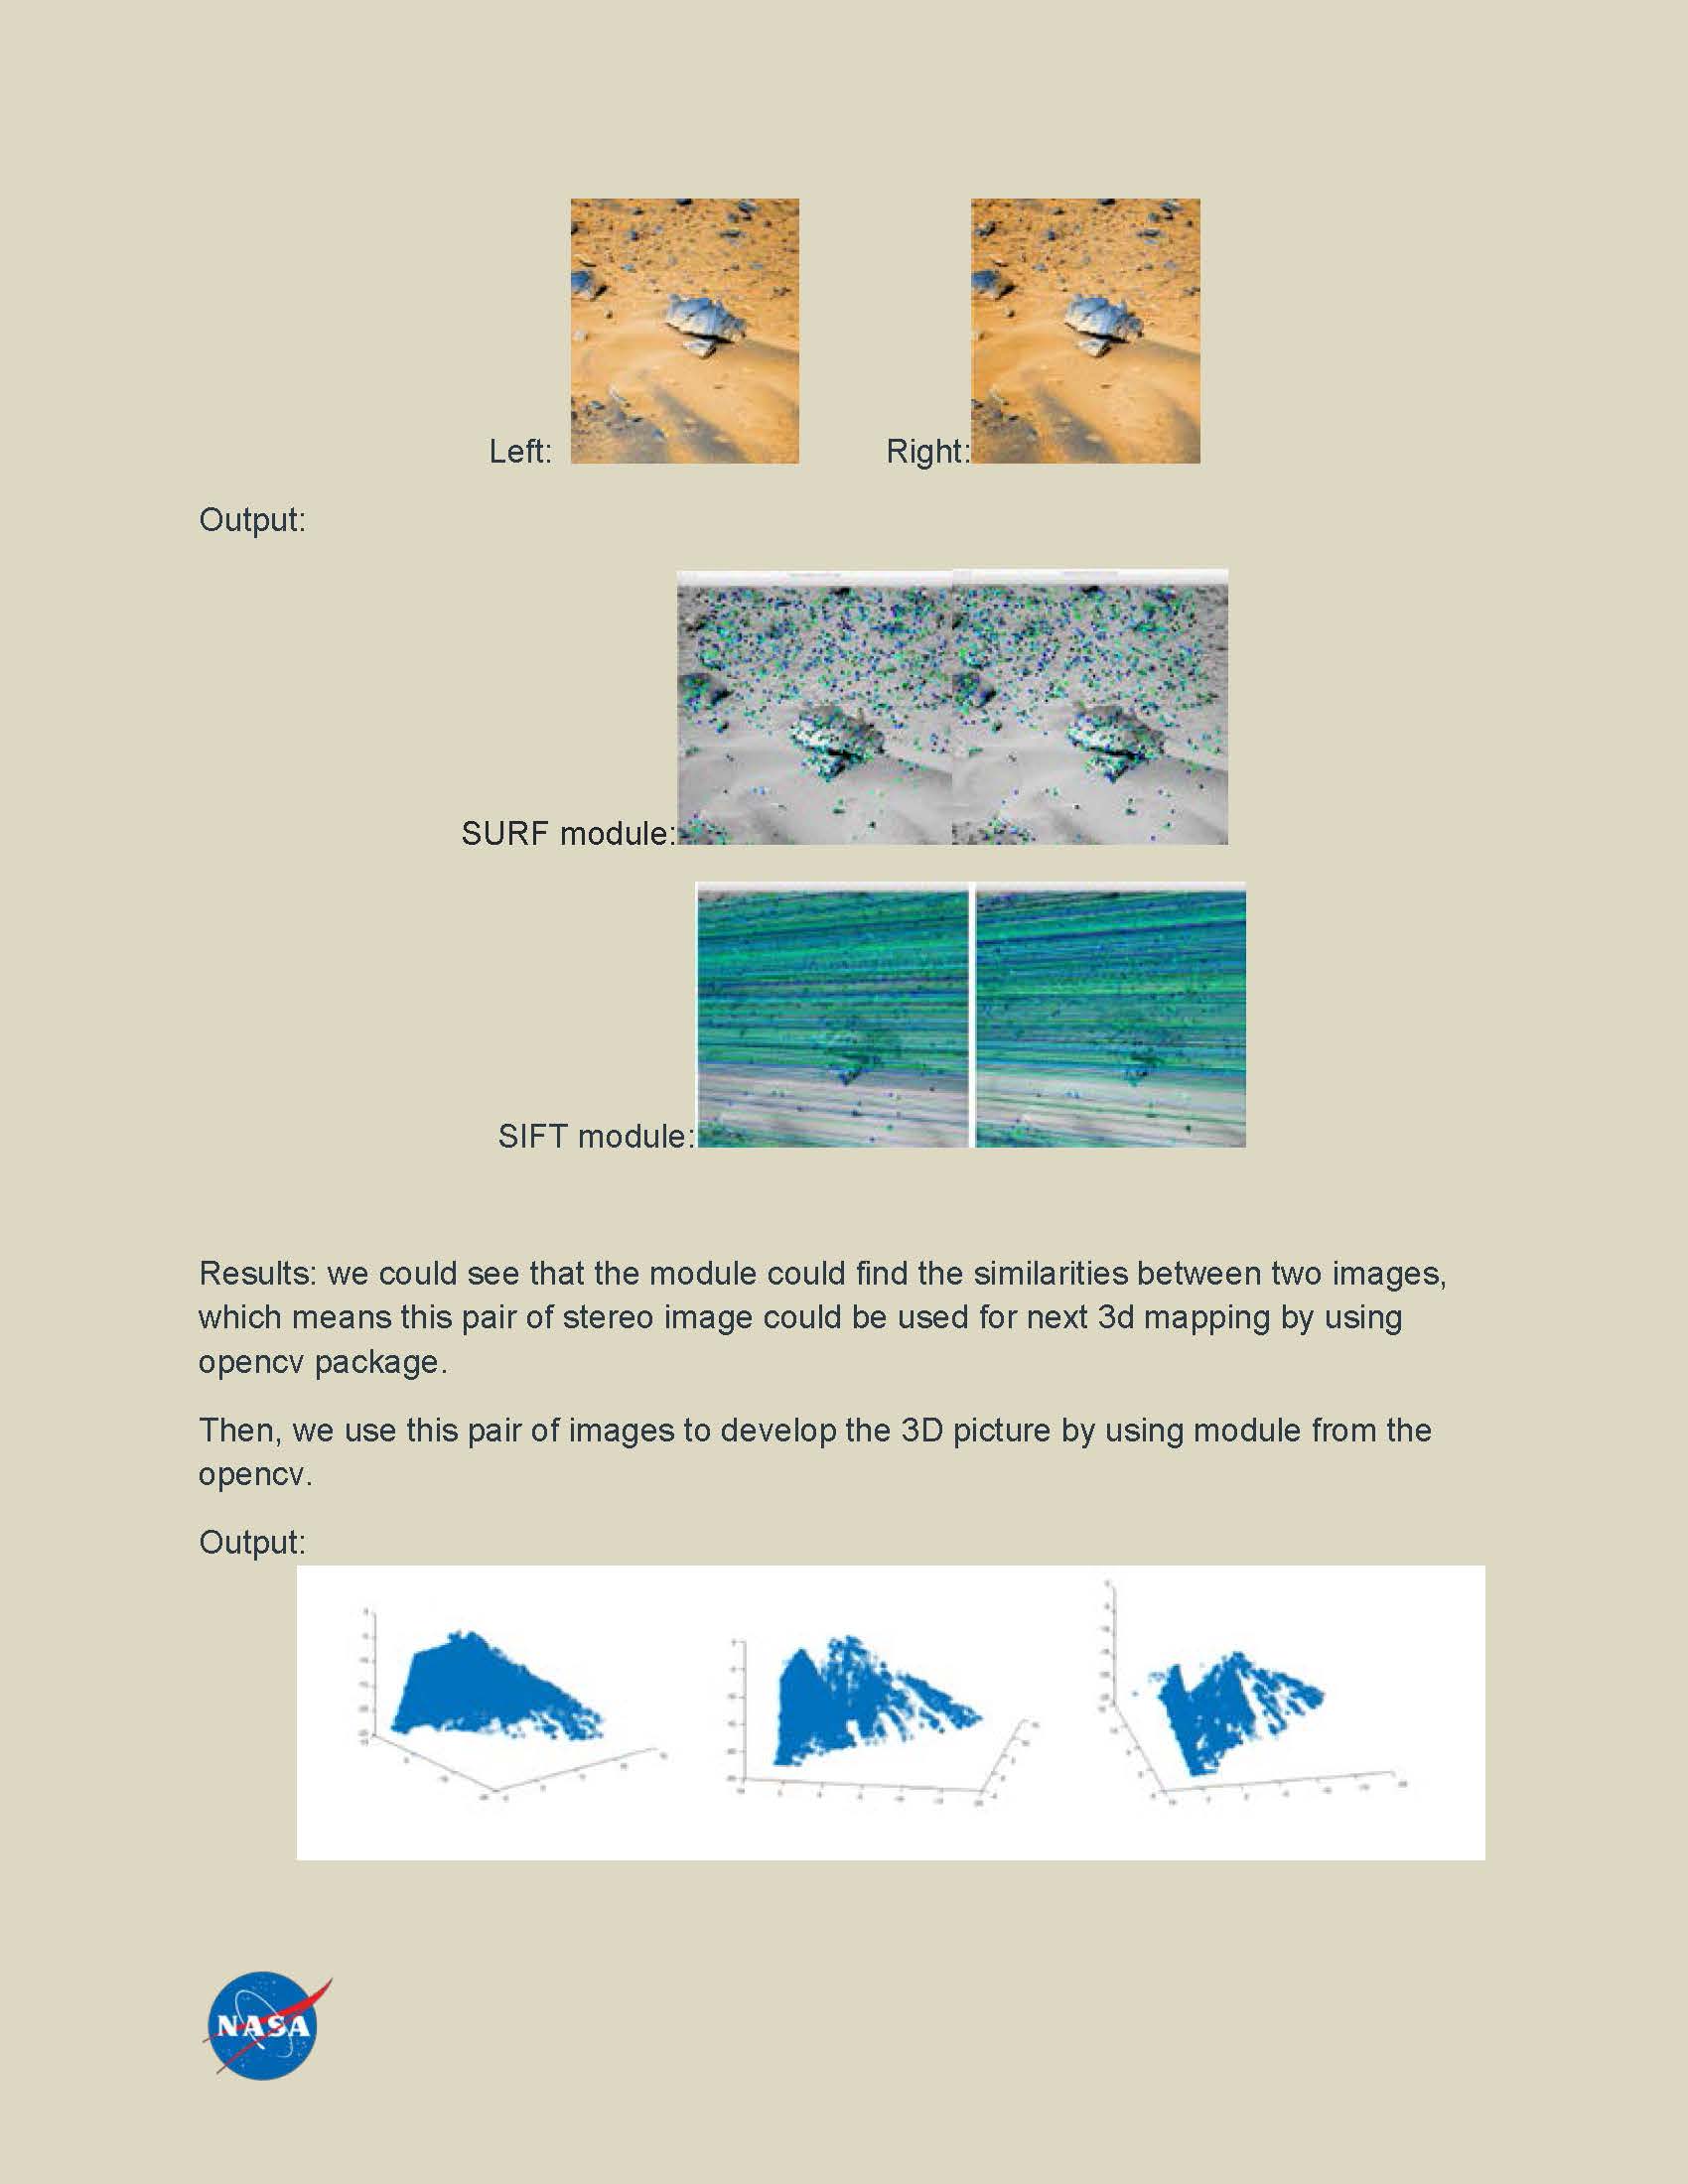 Left:
Right:
Output:
SURF module:
SIFT module:
Results: we could see that the module could find the similarities between two images,
which means this pair of stereo image could be used for next 3d mapping by using
opencv package.
Then, we use this pair of images to develop the 3D picture by using module from the
opencv.
Output:
NASA